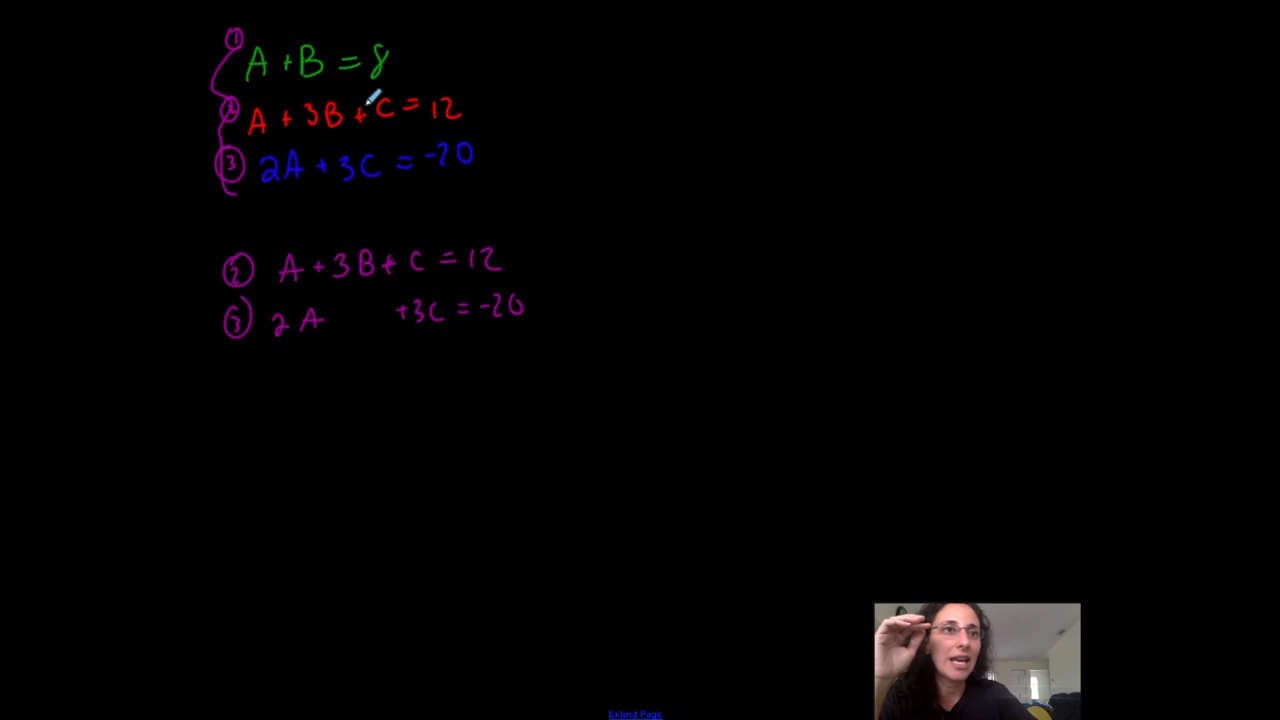 ①
A + B = 8
② A + 3B + C = 12
③ 2A + 3C = -20
② A + 3B + C = 12
③ 2A + 3C = -20
Extend Page